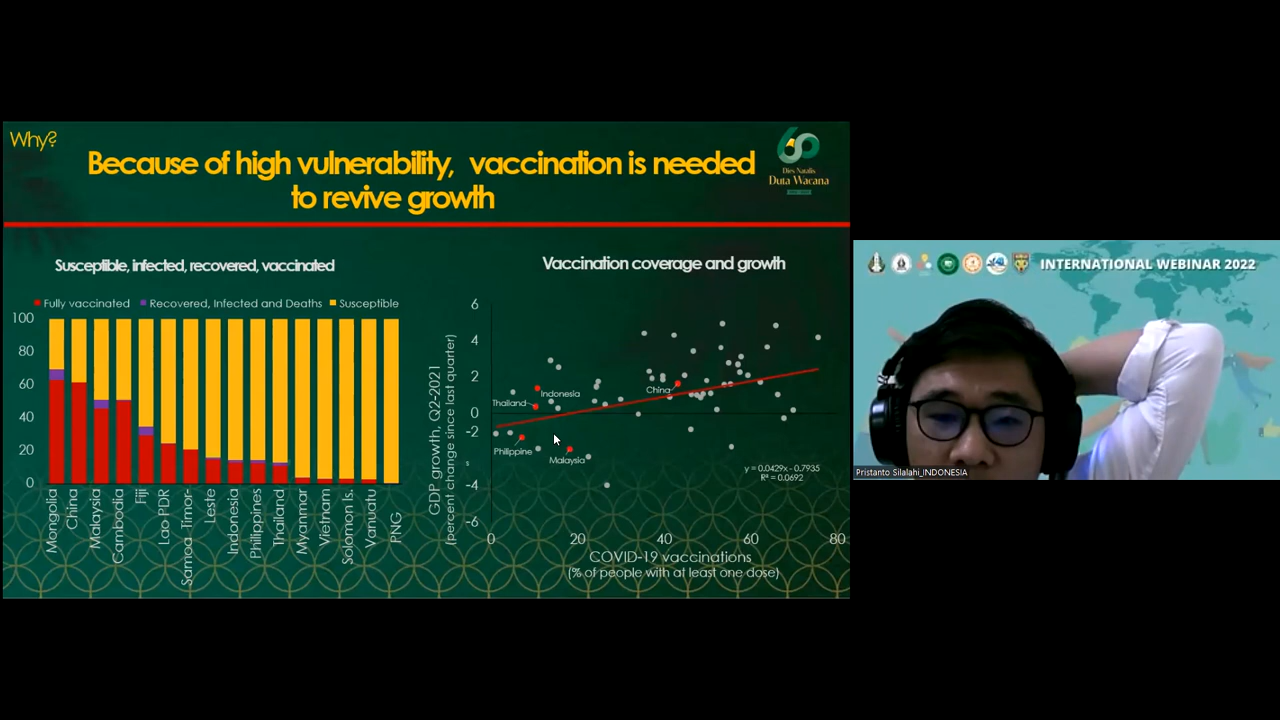 Why?
Because of high vulnerability, vaccination is needed
to revive growth
60
Dies Natalis
Duta Wacana
Susceptible, infected, recovered, vaccinated
Fully vaccinated Recovered, Infected and Deaths Susceptible
100
80
60
40
20
0
Mongolia
China
Malaysia
Cambodia
Fiji
Lao PDR
Samoa Timor-
Leste
Indonesia
Philippines
Thailand
Myanmar
Vietnam
Solomon Is.
Vanuatu
PNG
Vaccination coverage and growth
GDP growth, Q2-2021
(percent change since last quarter)
6
4
2
0
-2
-4
-6
Indonesia
Thailand
China
Philippine
Malaysia
y = 0.0429x - 0.7935
R² = 0.0692
0 20 40 60 80
COVID-19 vaccinations
(% of people with at least one dose)
INTERNATIONAL WEBINAR 2022
Pristanto Silalahi_INDONESIA